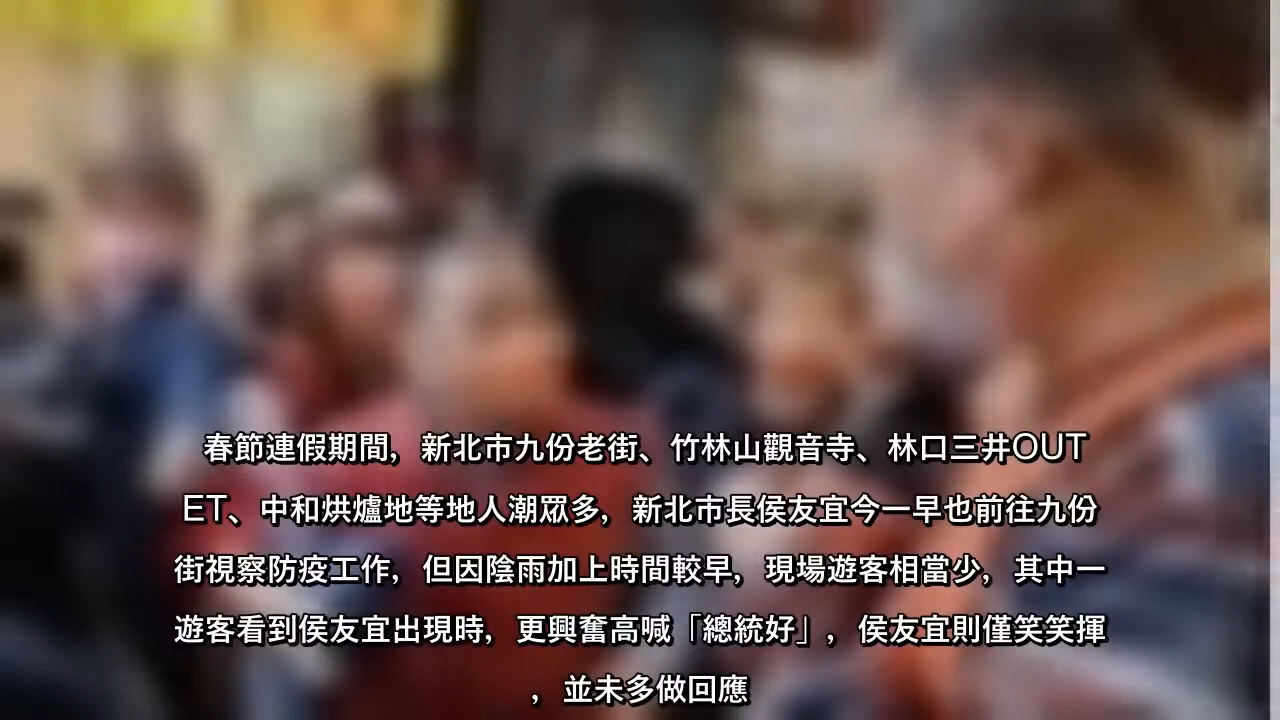 春節連假期間，新北市九份老街、竹林山觀音寺、林口三井OUT
ET、中和烘爐地等地人潮眾多，新北市長侯友宜今一早也前往九份
街視察防疫工作，但因陰雨加上時間較早，現場遊客相當少，其中一
遊客看到侯友宜出現時，更興奮高喊「總統好」，侯友宜則僅笑笑揮
，並未多做回應